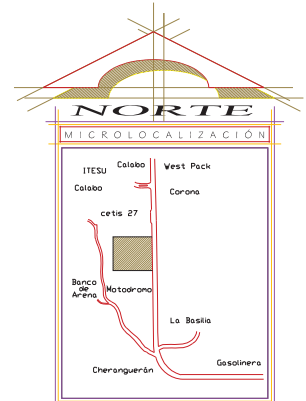 NORTE
MICROLOCALIZACIÓN
Calabo
West Pack
ITESU
Calabo
Corona
cetis 27
Banco
de
Arena
Motodromo
La Basilia
Gasolinera
Cheranguerán